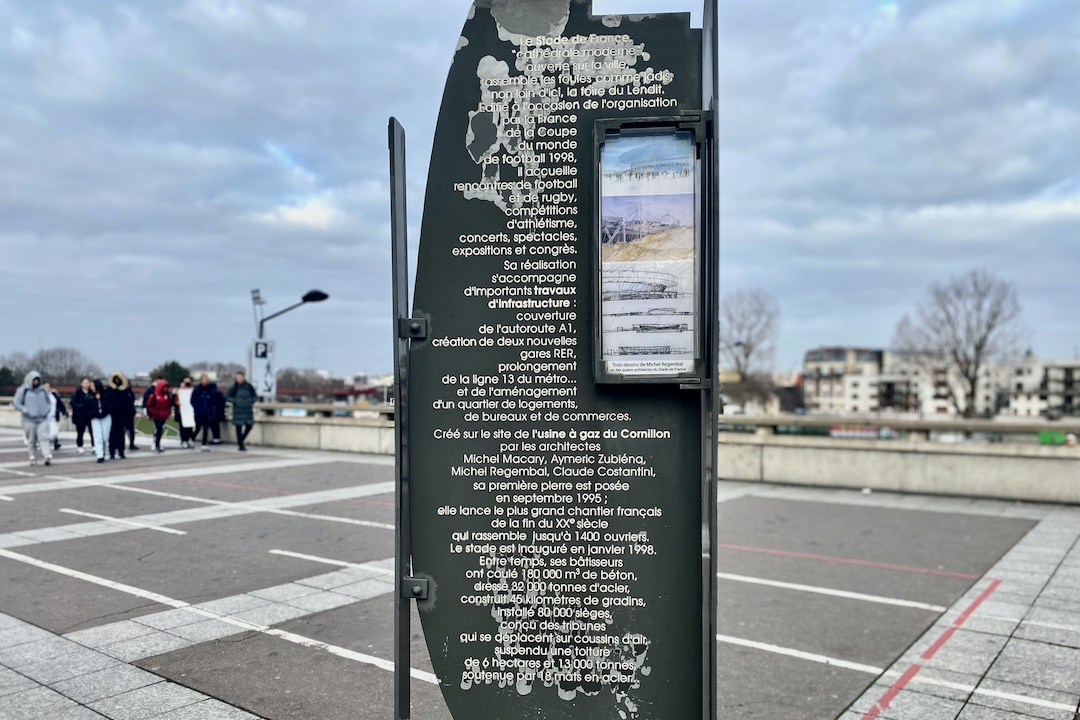 Le Stade de France,
"cathédrale moderne"
ouverte sur la ville,
rassemble les foules comme jadis,
non loin d'ici, la foire du Lendit.
Édifié à l'occasion de l'organisation
par la France
de la Coupe
du monde
de football 1998,
il accueille
rencontres de football
et de rugby,
compétitions
d'athlétisme,
concerts, spectacles,
expositions et congrès.
Sa réalisation
s'accompagne
d'importants travaux
d'infrastructure :
couverture
de l'autoroute A1,
création de deux nouvelles
gares RER,
prolongement
de la ligne 13 du métro...
et de l'aménagement
d'un quartier de logements,
de bureaux et de commerces.
Créé sur le site de l'usine à gaz du Cornillon
par les architectes
Michel Macary, Aymeric Zubléna,
Michel Regembal, Claude Costantini,
sa première pierre est posée
en septembre 1995 ;
elle lance le plus grand chantier français
de la fin du XXe siècle
qui rassemble jusqu'à 1400 ouvriers.
Le stade est inauguré en janvier 1998.
Entre temps, ses bâtisseurs
ont coulé 180 000 m³ de béton,
dressé 32 000 tonnes d'acier,
construit 45 kilomètres de gradins,
installé 80 000 sièges,
conçu des tribunes
qui se déplacent sur coussins d'air,
suspendu une toiture
de 6 hectares et 13 000 tonnes,
soutenue par 18 mâts en acier...
Trois dessins de Michel Regembal
un des quatre architectes du Stade de France
P